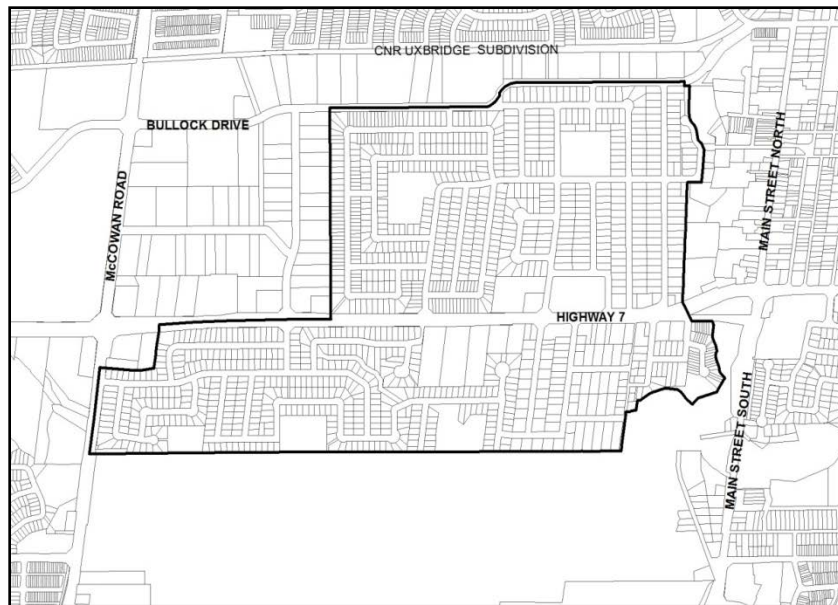 CNR UXBRIDGE SUBDIVISION
BULLOCK DRIVE
MAIN STREET NORTH
McCOWAN ROAD
HIGHWAY 7
MAIN STREET SOUTH